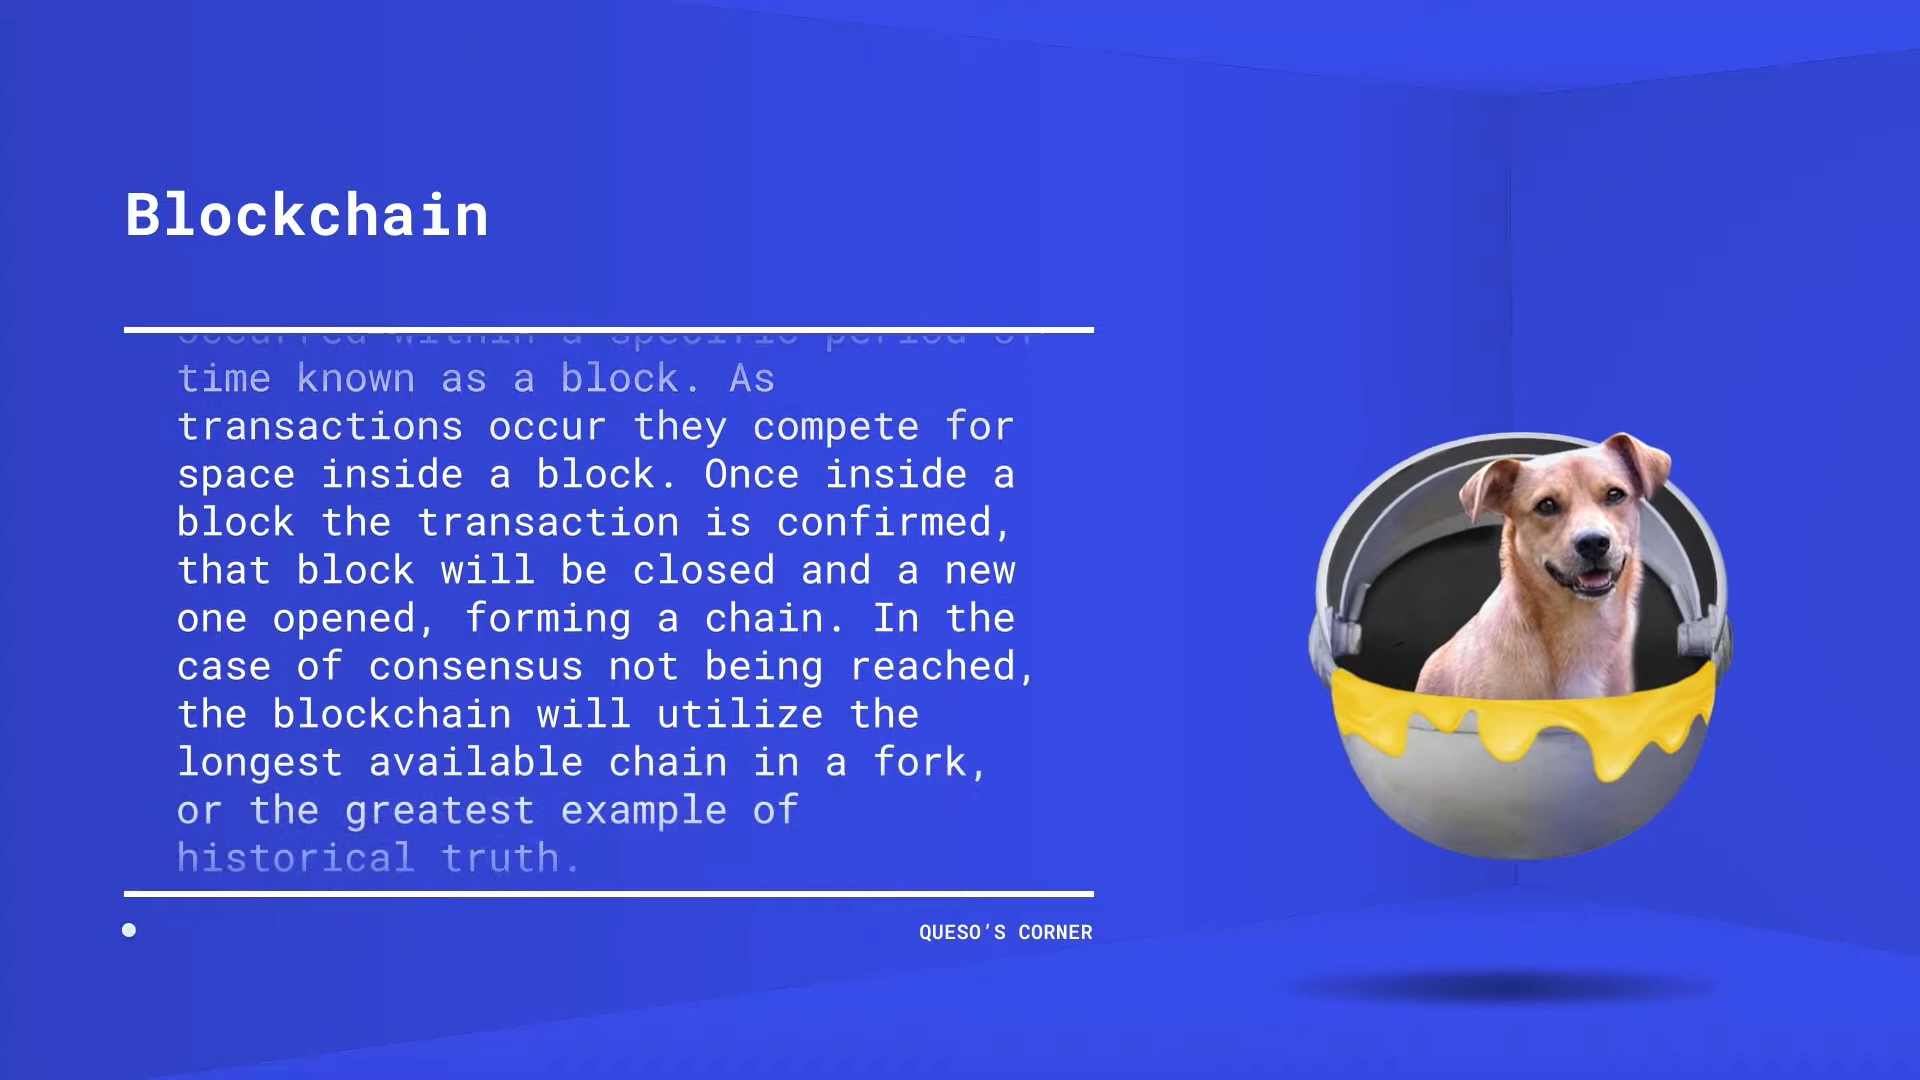 Blockchain
occurred within a specific period of
time known as a block. As
transactions occur they compete for
space inside a block. Once inside a
block the transaction is confirmed,
that block will be closed and a new
one opened, forming a chain. In the
case of consensus not being reached,
the blockchain will utilize the
longest available chain in a fork,
or the greatest example of
historical truth.
QUESO’S CORNER